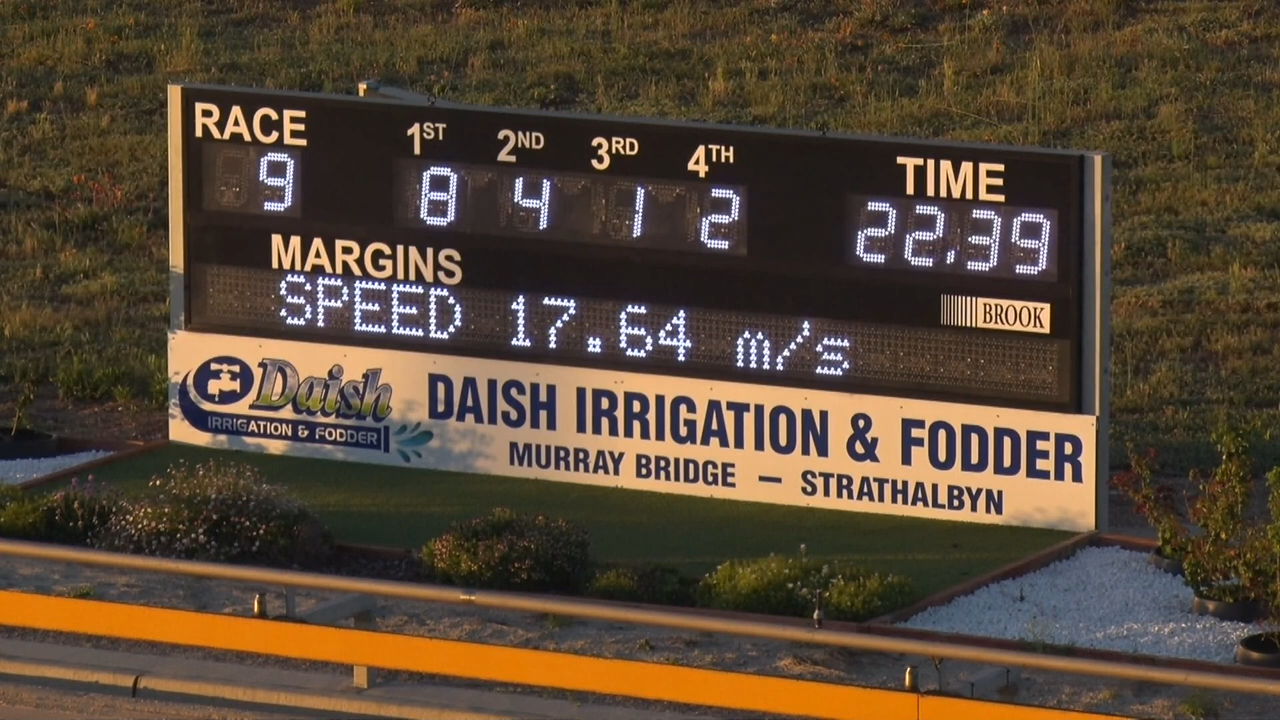 RACE 1ST 2ND 3RD 4TH TIME
9 8 4 1 2 22.39
MARGINS
BROOK
SPEED 17.64 m/s
Daish
IRRIGATION & FODDER
DAISH IRRIGATION & FODDER
MURRAY BRIDGE — STRATHALBYN